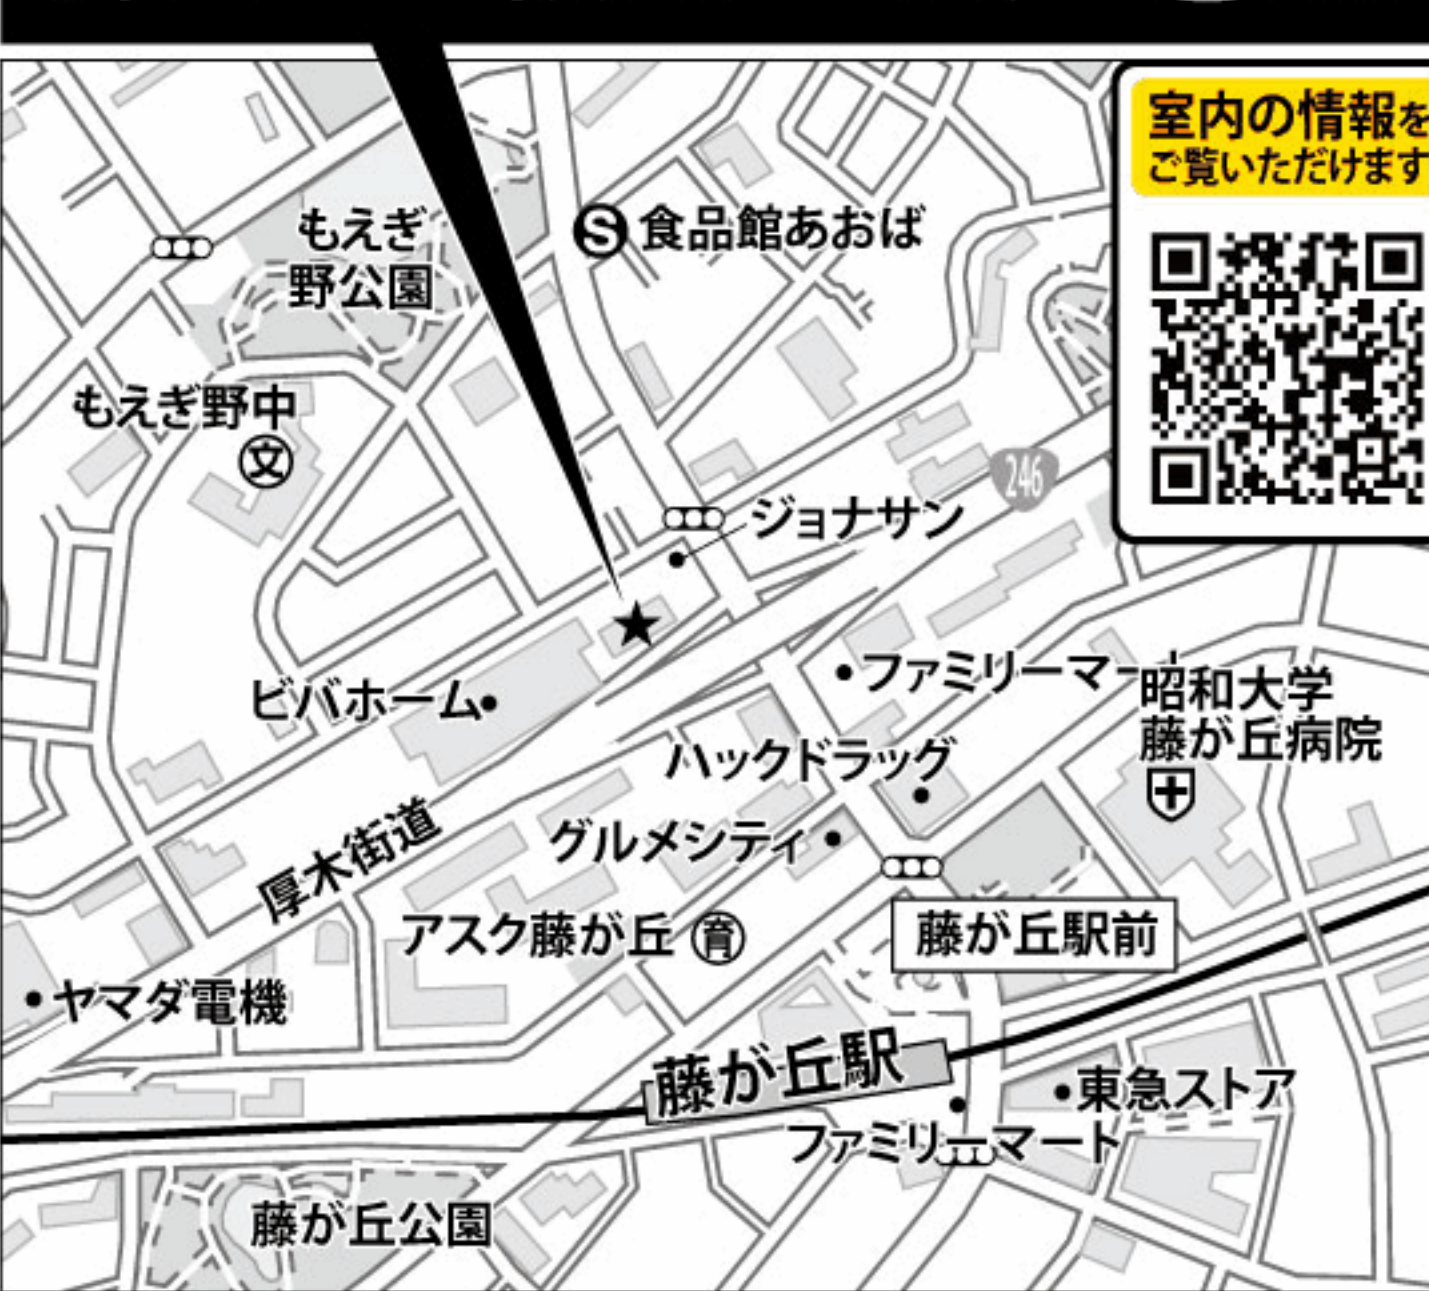 室内の情報を
ご覧いただけます
もえぎ
野公園
S 食品館あおば
もえぎ野中
文
246
ジョナサン
ファミリーマート
昭和大学
藤が丘病院
ビバホーム
ハックドラッグ
グルメシティ
厚木街道
アスク藤が丘 育
藤が丘駅前
ヤマダ電機
藤が丘駅
東急ストア
ファミリーマート
藤が丘公園